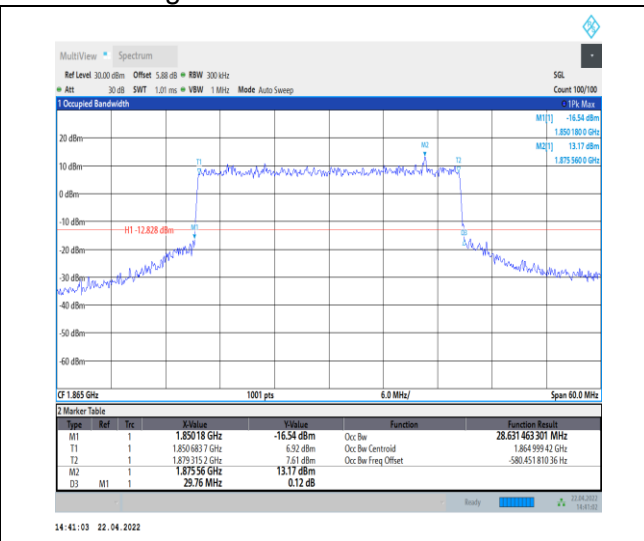 MultiView Spectrum
Ref Level 30.00 dBm Offset 5.88 dB RBW 300 kHz SGL
Att 30 dB SWT 1.01 ms VBW 1 MHz Mode Auto Sweep Count 100/100
1 Occupied Bandwidth 1Pk Max
M1[1] -16.54 dBm
1.850 180 0 GHz
M2[1] 13.17 dBm
1.875 560 0 GHz
20 dBm
M2
T1
T2
10 dBm
0 dBm
-10 dBm
H1 -12.828 dBm
M1
D3
-20 dBm
-30 dBm
-40 dBm
-50 dBm
-60 dBm
CF 1.865 GHz 1001 pts 6.0 MHz/ Span 60.0 MHz
2 Marker Table
Type Ref Trc X-Value Y-Value Function Function Result
M1 1 1.85018 GHz -16.54 dBm Occ Bw 28.631 463 301 MHz
T1 1 1.850 683 7 GHz 6.92 dBm Occ Bw Centroid 1.864 999 42 GHz
T2 1 1.879 315 2 GHz 7.61 dBm Occ Bw Freq Offset -580.451 810 36 Hz
M2 1 1.875 56 GHz 13.17 dBm
D3 M1 1 29.76 MHz 0.12 dB
Ready 22.04.2022
14:41:02
14:41:03 22.04.2022